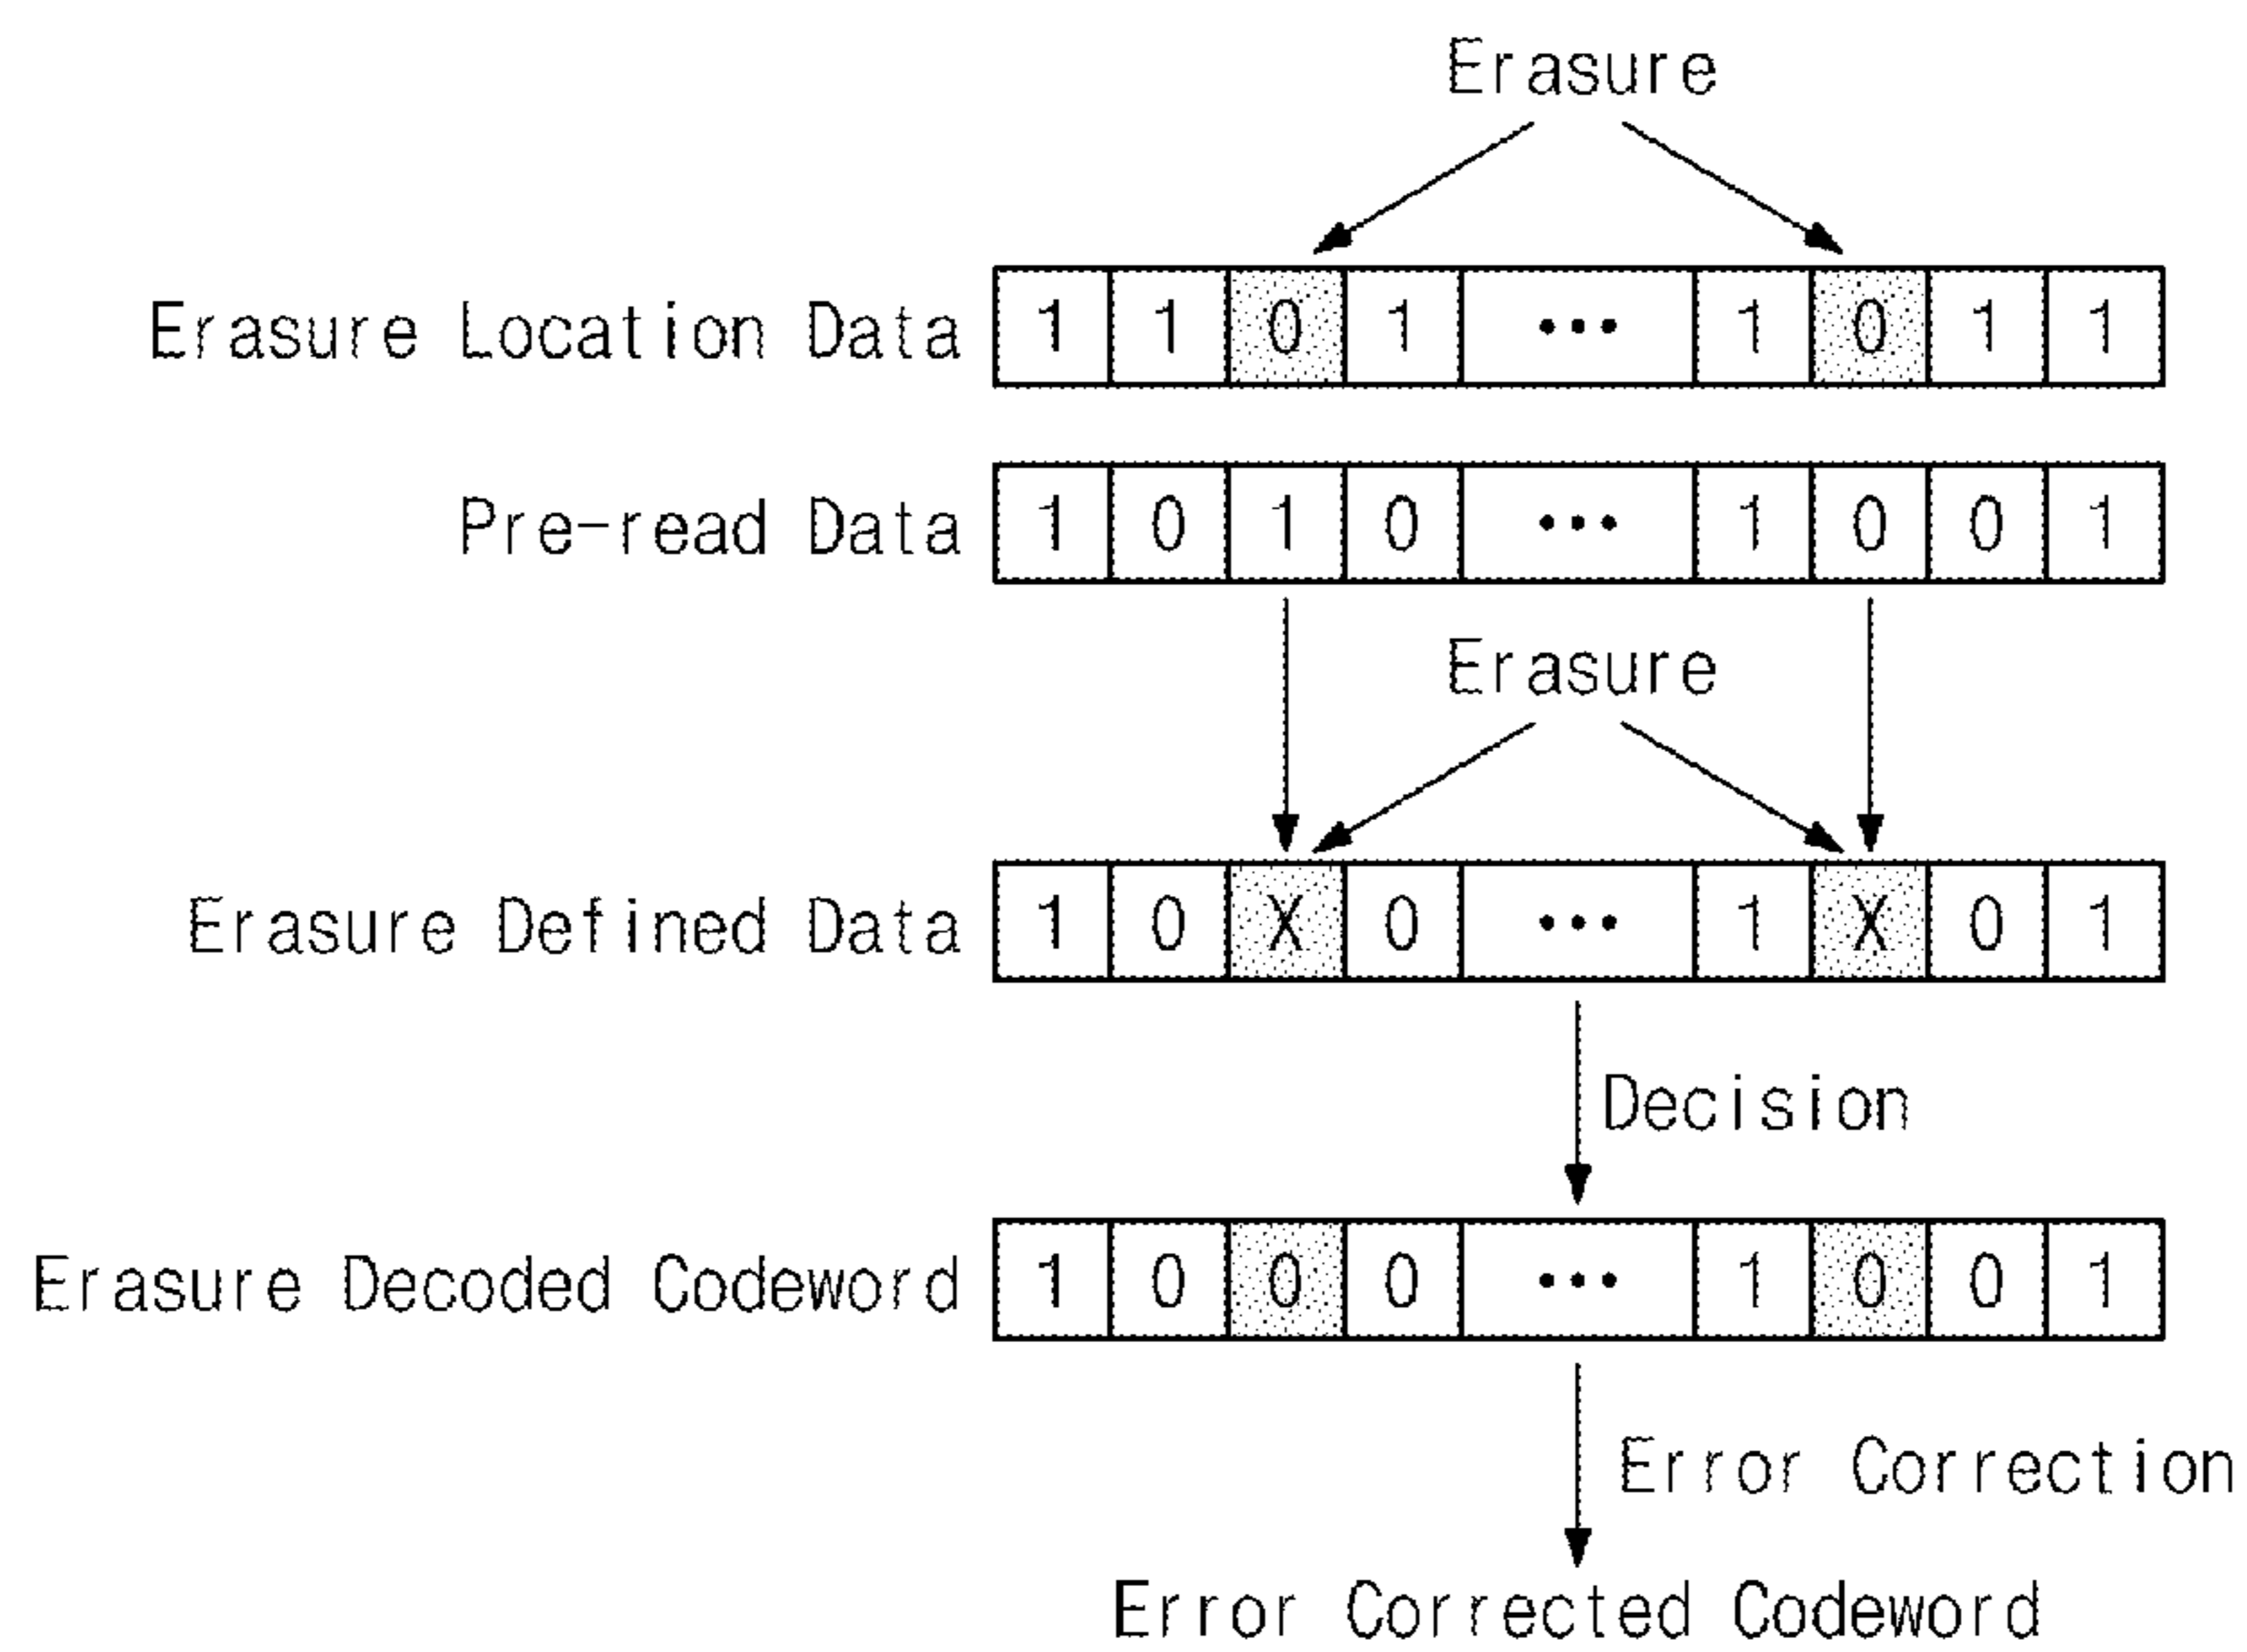 Erasure
Erasure Location Data 1 1 0 1 ••• 1 0 1 1
Pre-read Data 1 0 1 0 ••• 1 0 0 1
Erasure
Erasure Defined Data 1 0 X 0 ••• 1 X 0 1
Decision
Erasure Decoded Codeword 1 0 0 0 ••• 1 0 0 1
Error Correction
Error Corrected Codeword